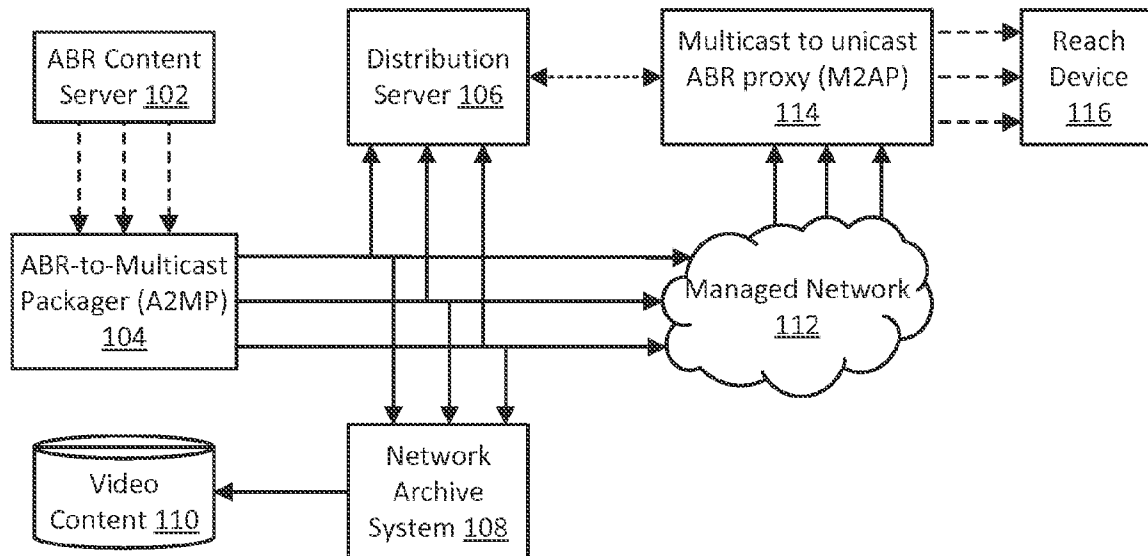 ABR Content
Server 102
Distribution
Server 106
Multicast to unicast
ABR proxy (M2AP)
114
Reach
Device
116
ABR-to-Multicast
Packager (A2MP)
104
Managed Network
112
Video
Content 110
Network
Archive
System 108